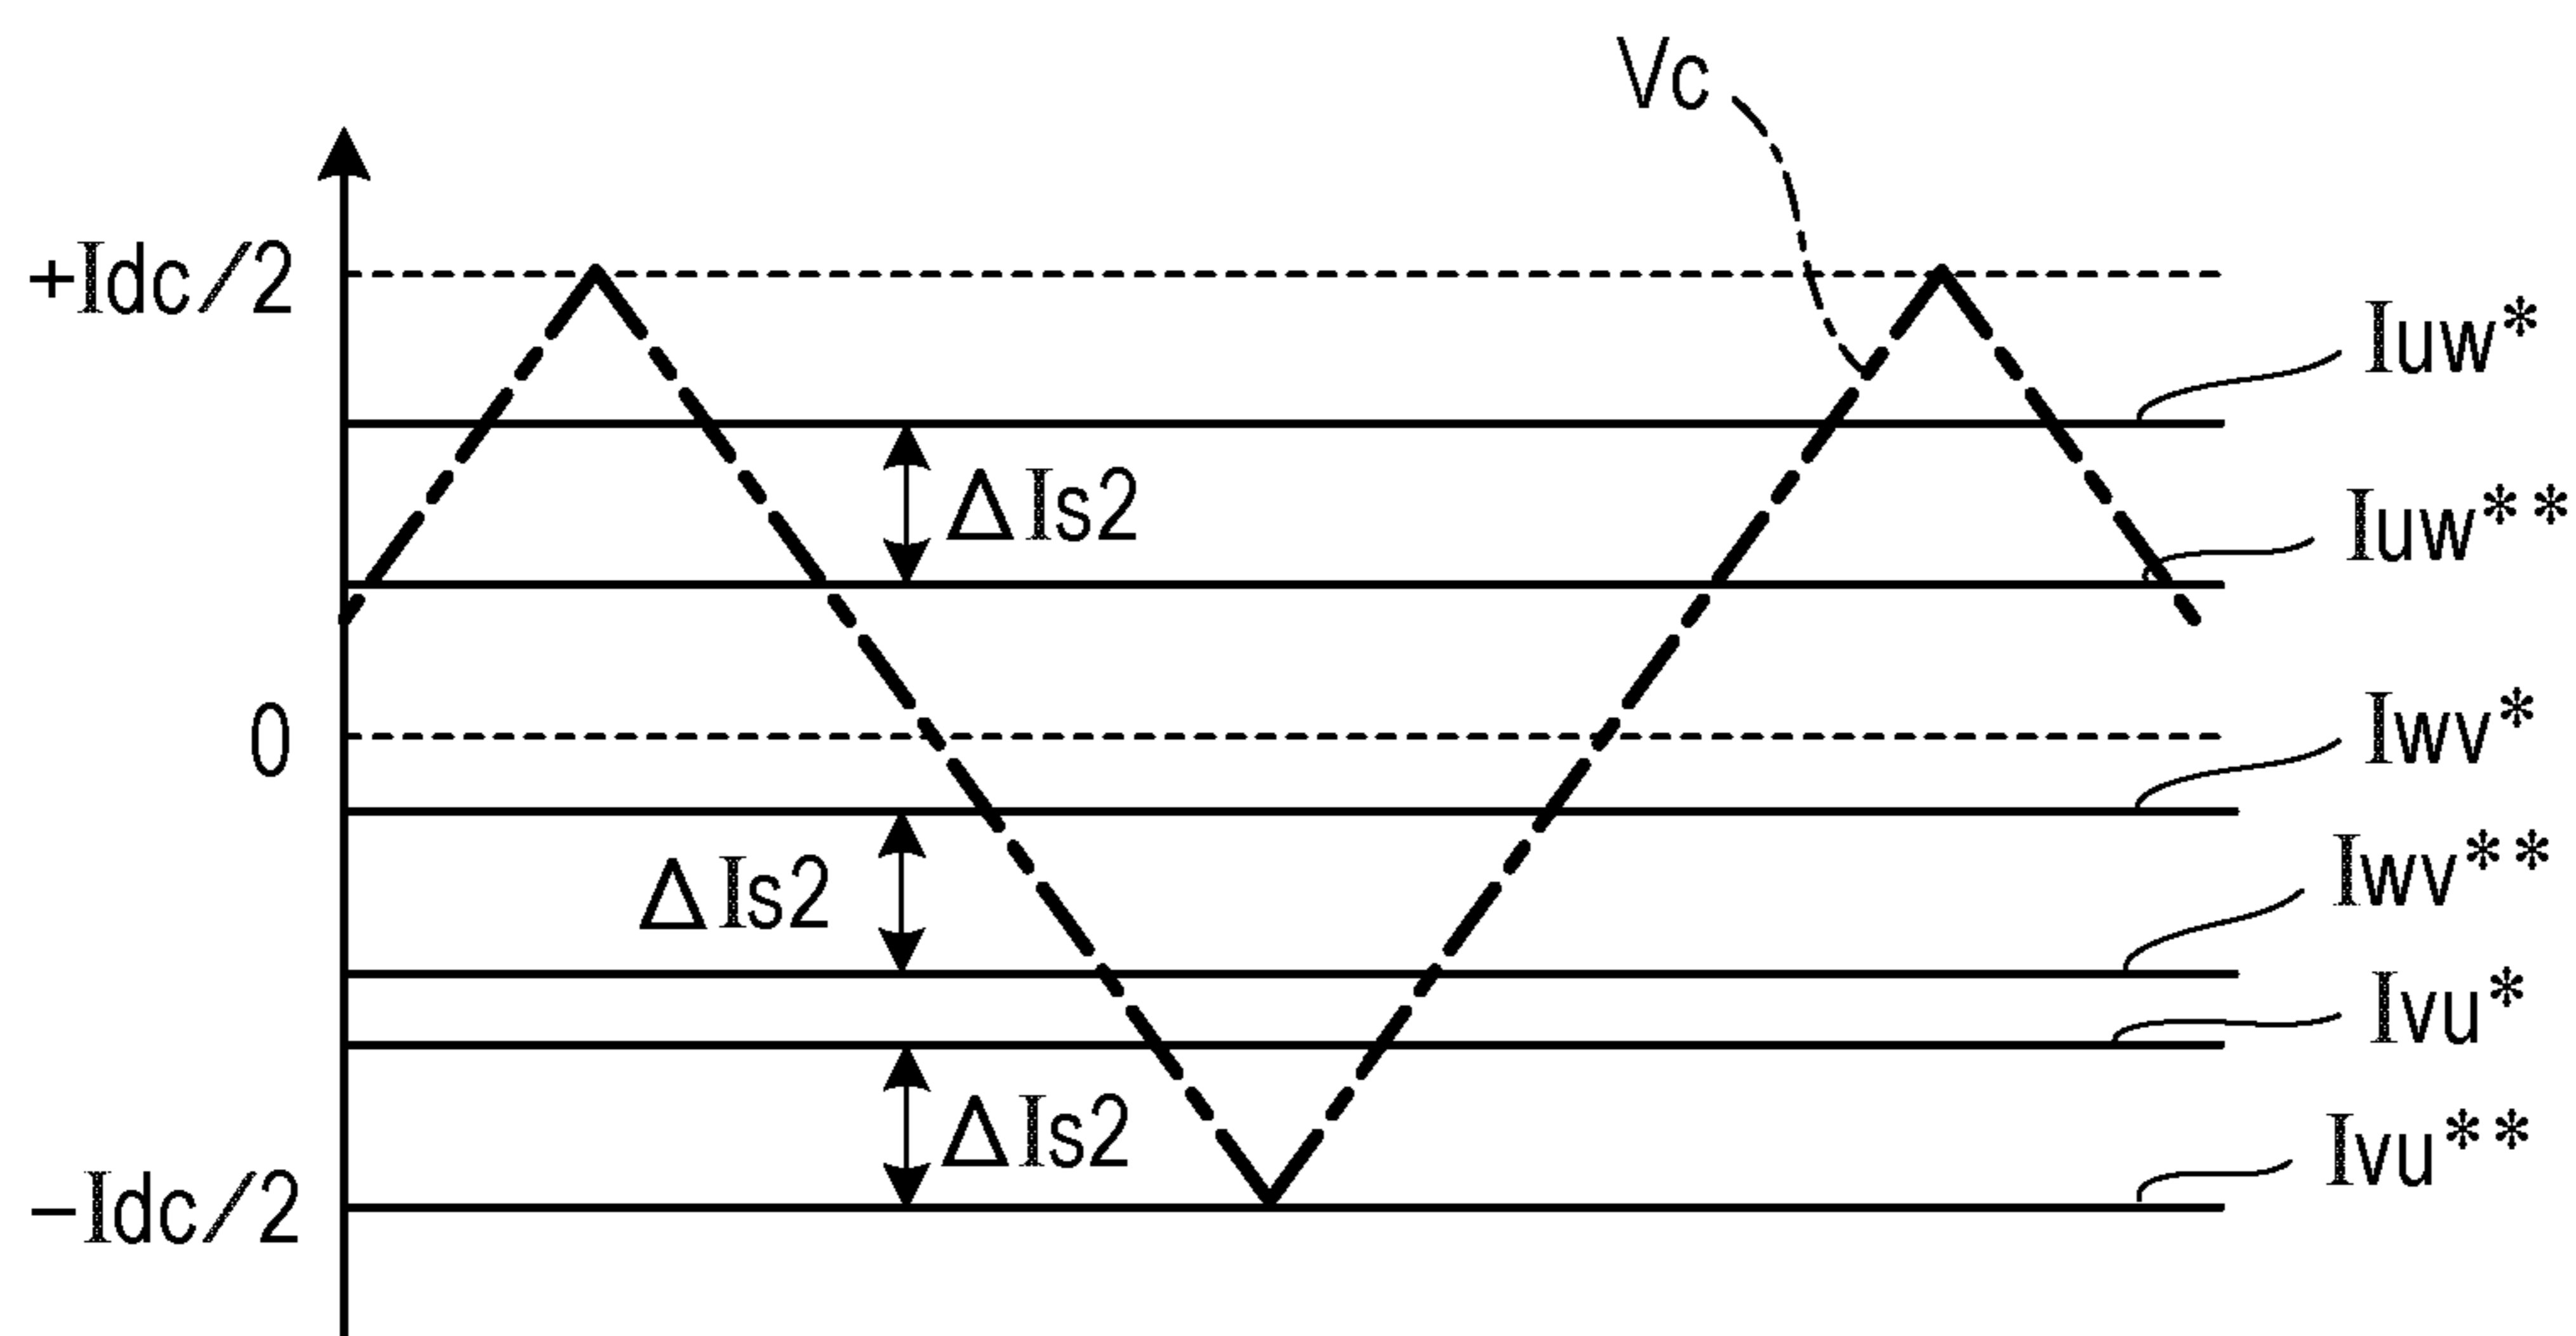 Vc
+Idc/2
Iuw*
ΔIs2
Iuw**
0
Iwv*
ΔIs2
Iwv**
Ivu*
ΔIs2
Ivu**
−Idc/2